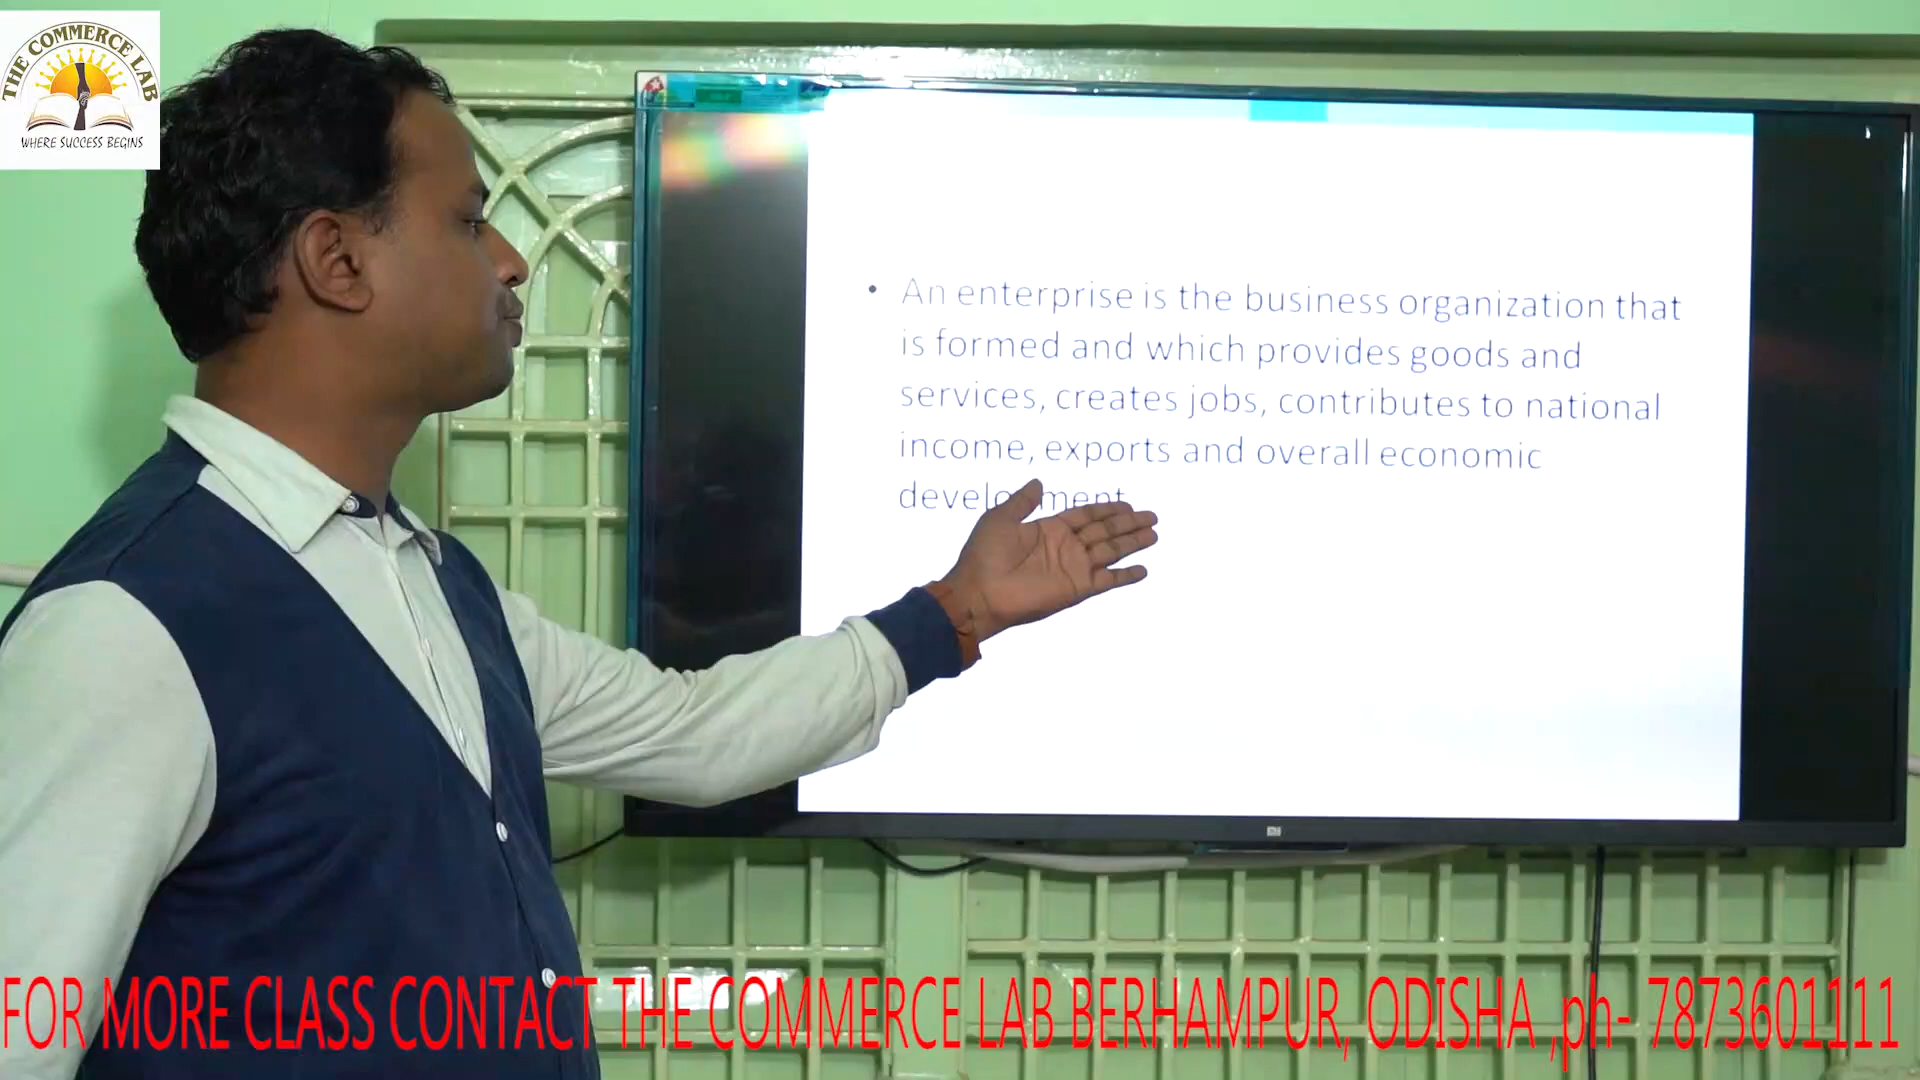 THE COMMERCE LAB
WHERE SUCCESS BEGINS
• An enterprise is the business organization that
is formed and which provides goods and
services, creates jobs, contributes to national
income, exports and overall economic
development
mi
FOR MORE CLASS CONTACT THE COMMERCE LAB BERHAMPUR, ODISHA ,ph- 7873601111